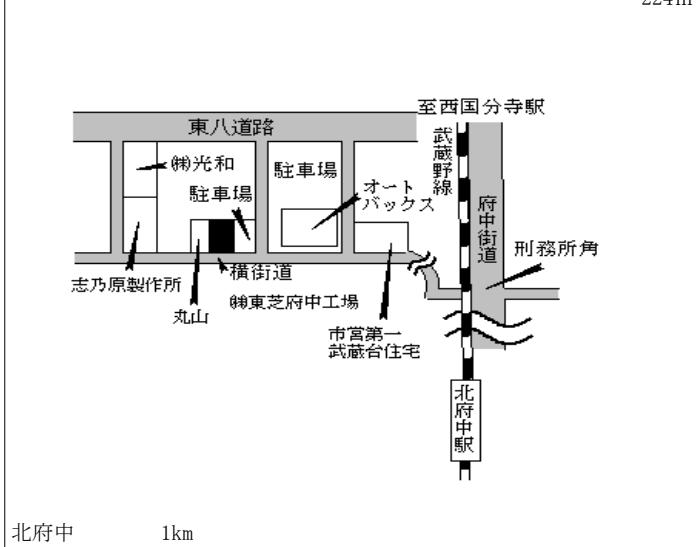 224m
至西国分寺駅
東八道路
武蔵野線
㈱光和
駐車場
駐車場
オート
バックス
府中街道
刑務所角
横街道
志乃原製作所
㈱東芝府中工場
丸山
市営第一
武蔵台住宅
北府中駅
北府中 1km